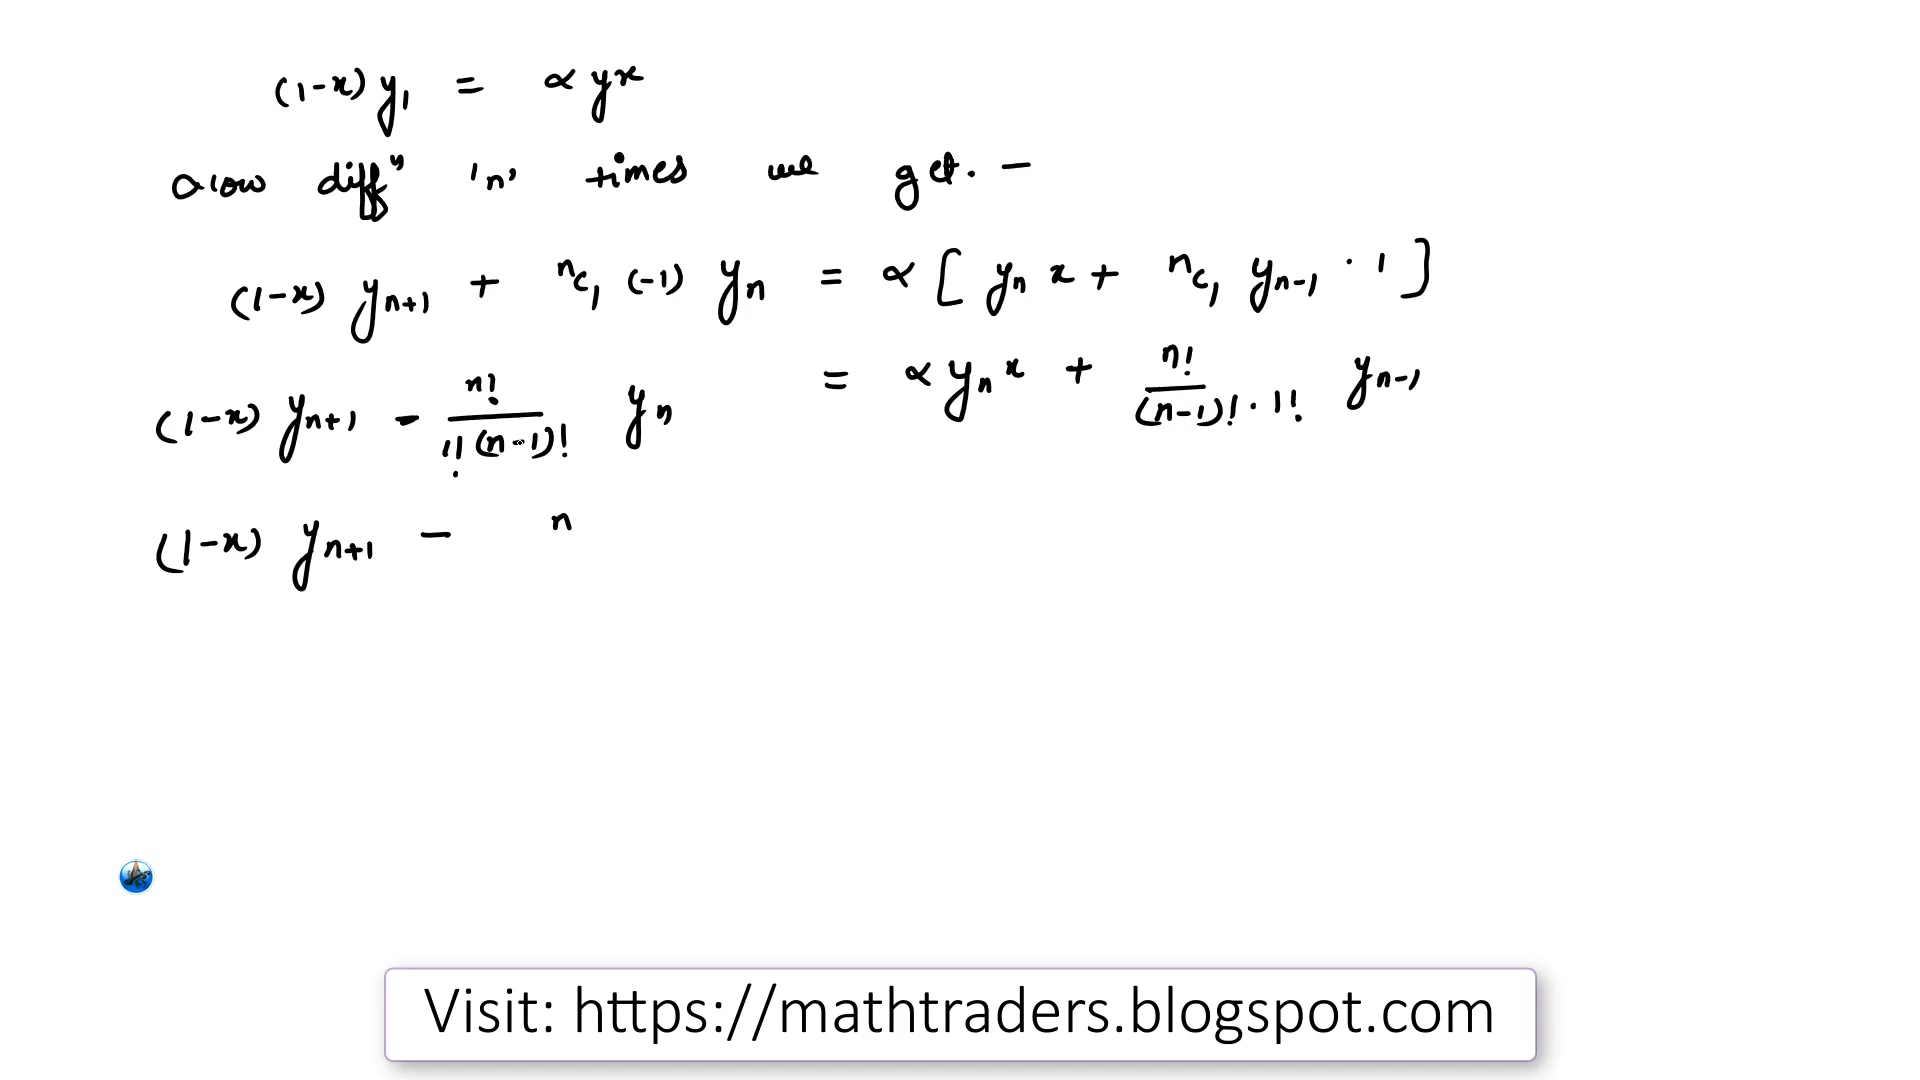 (1-x) y₁ = α y x
Now diffⁿ 'n' times we get. -
(1-x) yₙ₊₁ + ⁿc₁ (-1) yₙ = α [ yₙ x + ⁿc₁ yₙ₋₁ · 1 ]
(1-x) yₙ₊₁ - n!/(1!(n-1)!) yₙ = α yₙ x + n!/((n-1)!·1!) yₙ₋₁
(1-x) yₙ₊₁ - n
Visit: https://mathtraders.blogspot.com